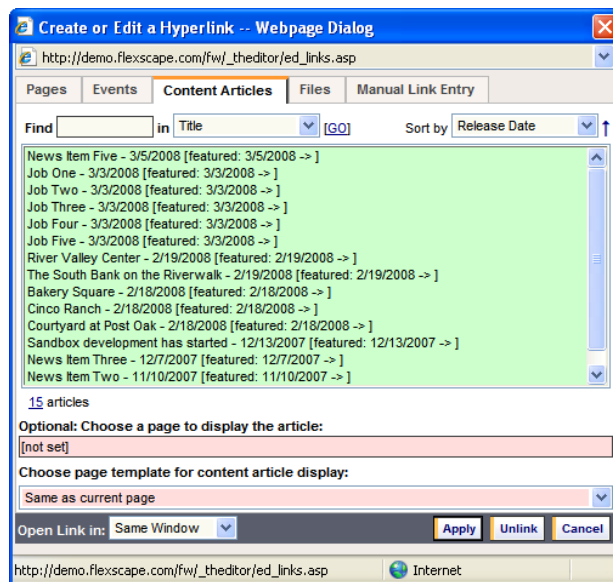 Create or Edit a Hyperlink -- Webpage Dialog
http://demo.flexscape.com/fw/_theditor/ed_links.asp
Pages Events Content Articles Files Manual Link Entry
Find in Title [GO] Sort by Release Date ↑
News Item Five - 3/5/2008 [featured: 3/5/2008 -> ]
Job One - 3/3/2008 [featured: 3/3/2008 -> ]
Job Two - 3/3/2008 [featured: 3/3/2008 -> ]
Job Three - 3/3/2008 [featured: 3/3/2008 -> ]
Job Four - 3/3/2008 [featured: 3/3/2008 -> ]
Job Five - 3/3/2008 [featured: 3/3/2008 -> ]
River Valley Center - 2/19/2008 [featured: 2/19/2008 -> ]
The South Bank on the Riverwalk - 2/19/2008 [featured: 2/19/2008 -> ]
Bakery Square - 2/18/2008 [featured: 2/18/2008 -> ]
Cinco Ranch - 2/18/2008 [featured: 2/18/2008 -> ]
Courtyard at Post Oak - 2/18/2008 [featured: 2/18/2008 -> ]
Sandbox development has started - 12/13/2007 [featured: 12/13/2007 -> ]
News Item Three - 12/7/2007 [featured: 12/7/2007 -> ]
News Item Two - 11/10/2007 [featured: 11/10/2007 -> ]
15 articles
Optional: Choose a page to display the article:
[not set]
Choose page template for content article display:
Same as current page
Open Link in: Same Window Apply Unlink Cancel
http://demo.flexscape.com/fw/_theditor/ed_links.asp Internet